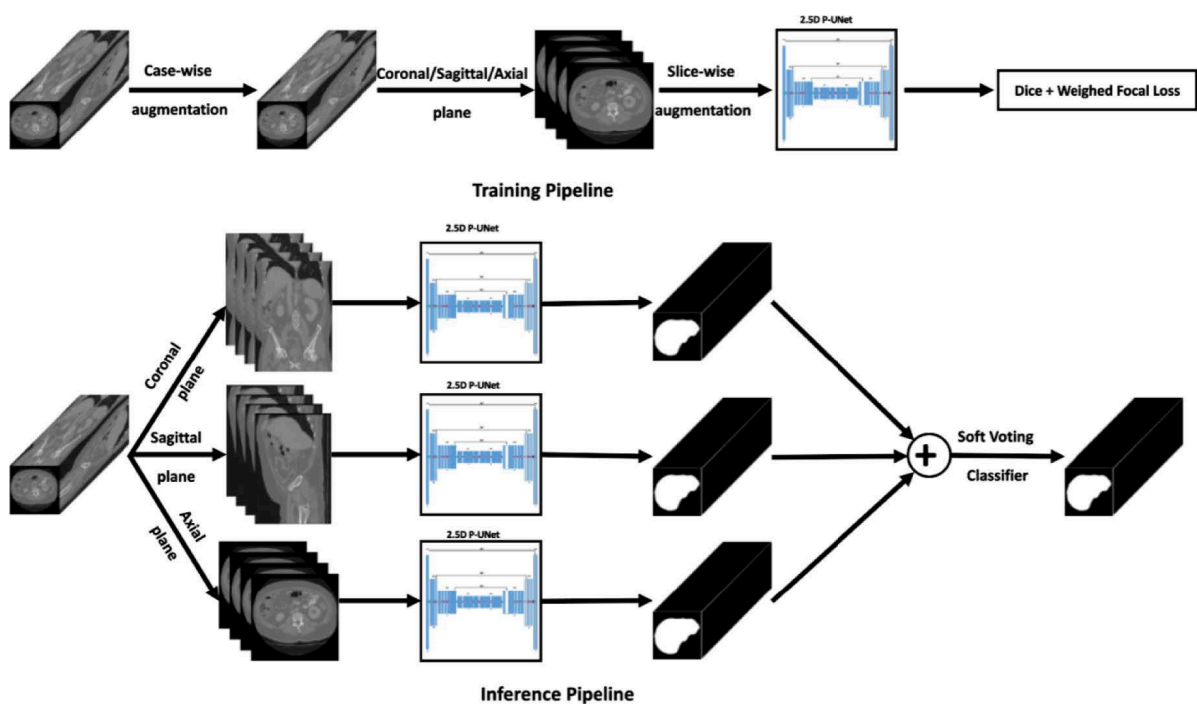 2.5D P-UNet
Case-wise
augmentation
Coronal/Sagittal/Axial
plane
Slice-wise
augmentation
Dice + Weighed Focal Loss
Training Pipeline
2.5D P-UNet
Coronal
plane
2.5D P-UNet
Sagittal
plane
Soft Voting
Classifier
+
Axial
plane
2.5D P-UNet
Inference Pipeline